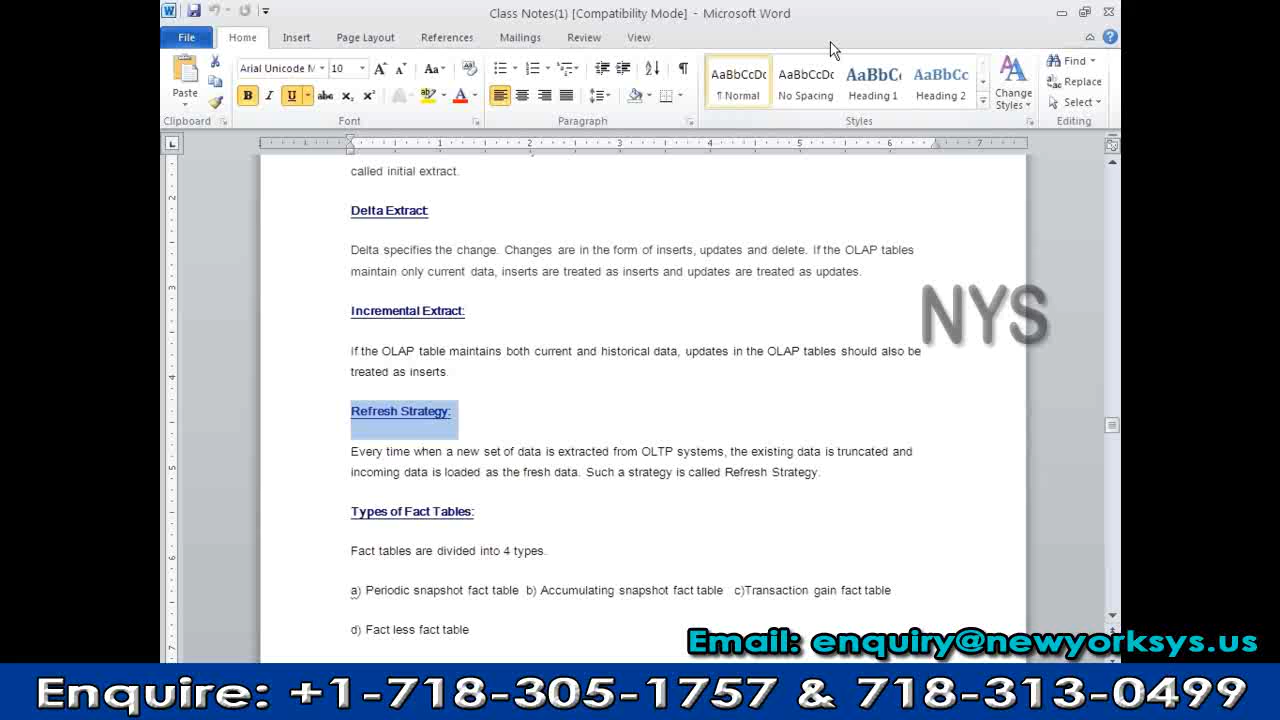 Class Notes(1) [Compatibility Mode] - Microsoft Word
File Home Insert Page Layout References Mailings Review View
Paste
Arial Unicode M 10
B I U abc x₂ x²
AaBbCcDc AaBbCcDc AaBbC AaBbCc
¶ Normal No Spacing Heading 1 Heading 2
Change Styles
Find
Replace
Select
Clipboard Font Paragraph Styles Editing
called initial extract.
Delta Extract:
Delta specifies the change. Changes are in the form of inserts, updates and delete. If the OLAP tables
maintain only current data, inserts are treated as inserts and updates are treated as updates.
Incremental Extract:
If the OLAP table maintains both current and historical data, updates in the OLAP tables should also be
treated as inserts.
NYS
Refresh Strategy:
Every time when a new set of data is extracted from OLTP systems, the existing data is truncated and
incoming data is loaded as the fresh data. Such a strategy is called Refresh Strategy.
Types of Fact Tables:
Fact tables are divided into 4 types.
a) Periodic snapshot fact table b) Accumulating snapshot fact table c)Transaction gain fact table
d) Fact less fact table
Email: enquiry@newyorksys.us
Enquire: +1-718-305-1757 & 718-313-0499